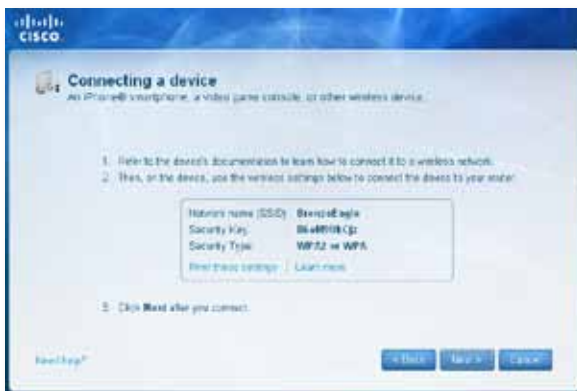 CISCO
Connecting a device
An iPhone® smartphone, a video game console, or other wireless device.
1. Refer to the device's documentation to learn how to connect it to a wireless network.
2. Then, on the device, use the wireless settings below to connect the device to your router.
Network name (SSID): BronzeEagle
Security Key:
Security Type: WPA2 or WPA
Print these settings | Learn more
3. Click Next after you connect.
Need help?
< Back Next > Cancel